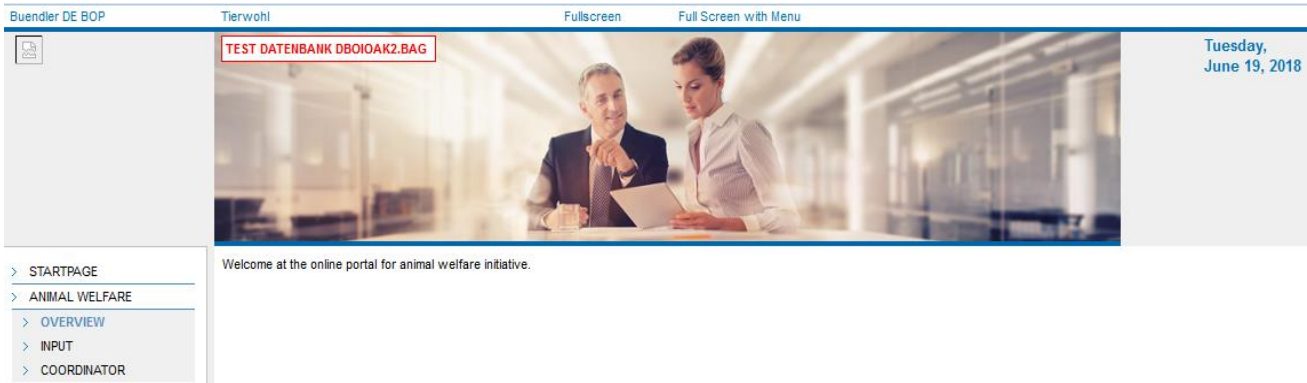 Buendler DE BOP Tierwohl Fullscreen Full Screen with Menu
TEST DATENBANK DBOIOAK2.BAG
Tuesday,
June 19, 2018
Welcome at the online portal for animal welfare initiative.
> STARTPAGE
> ANIMAL WELFARE
> OVERVIEW
> INPUT
> COORDINATOR